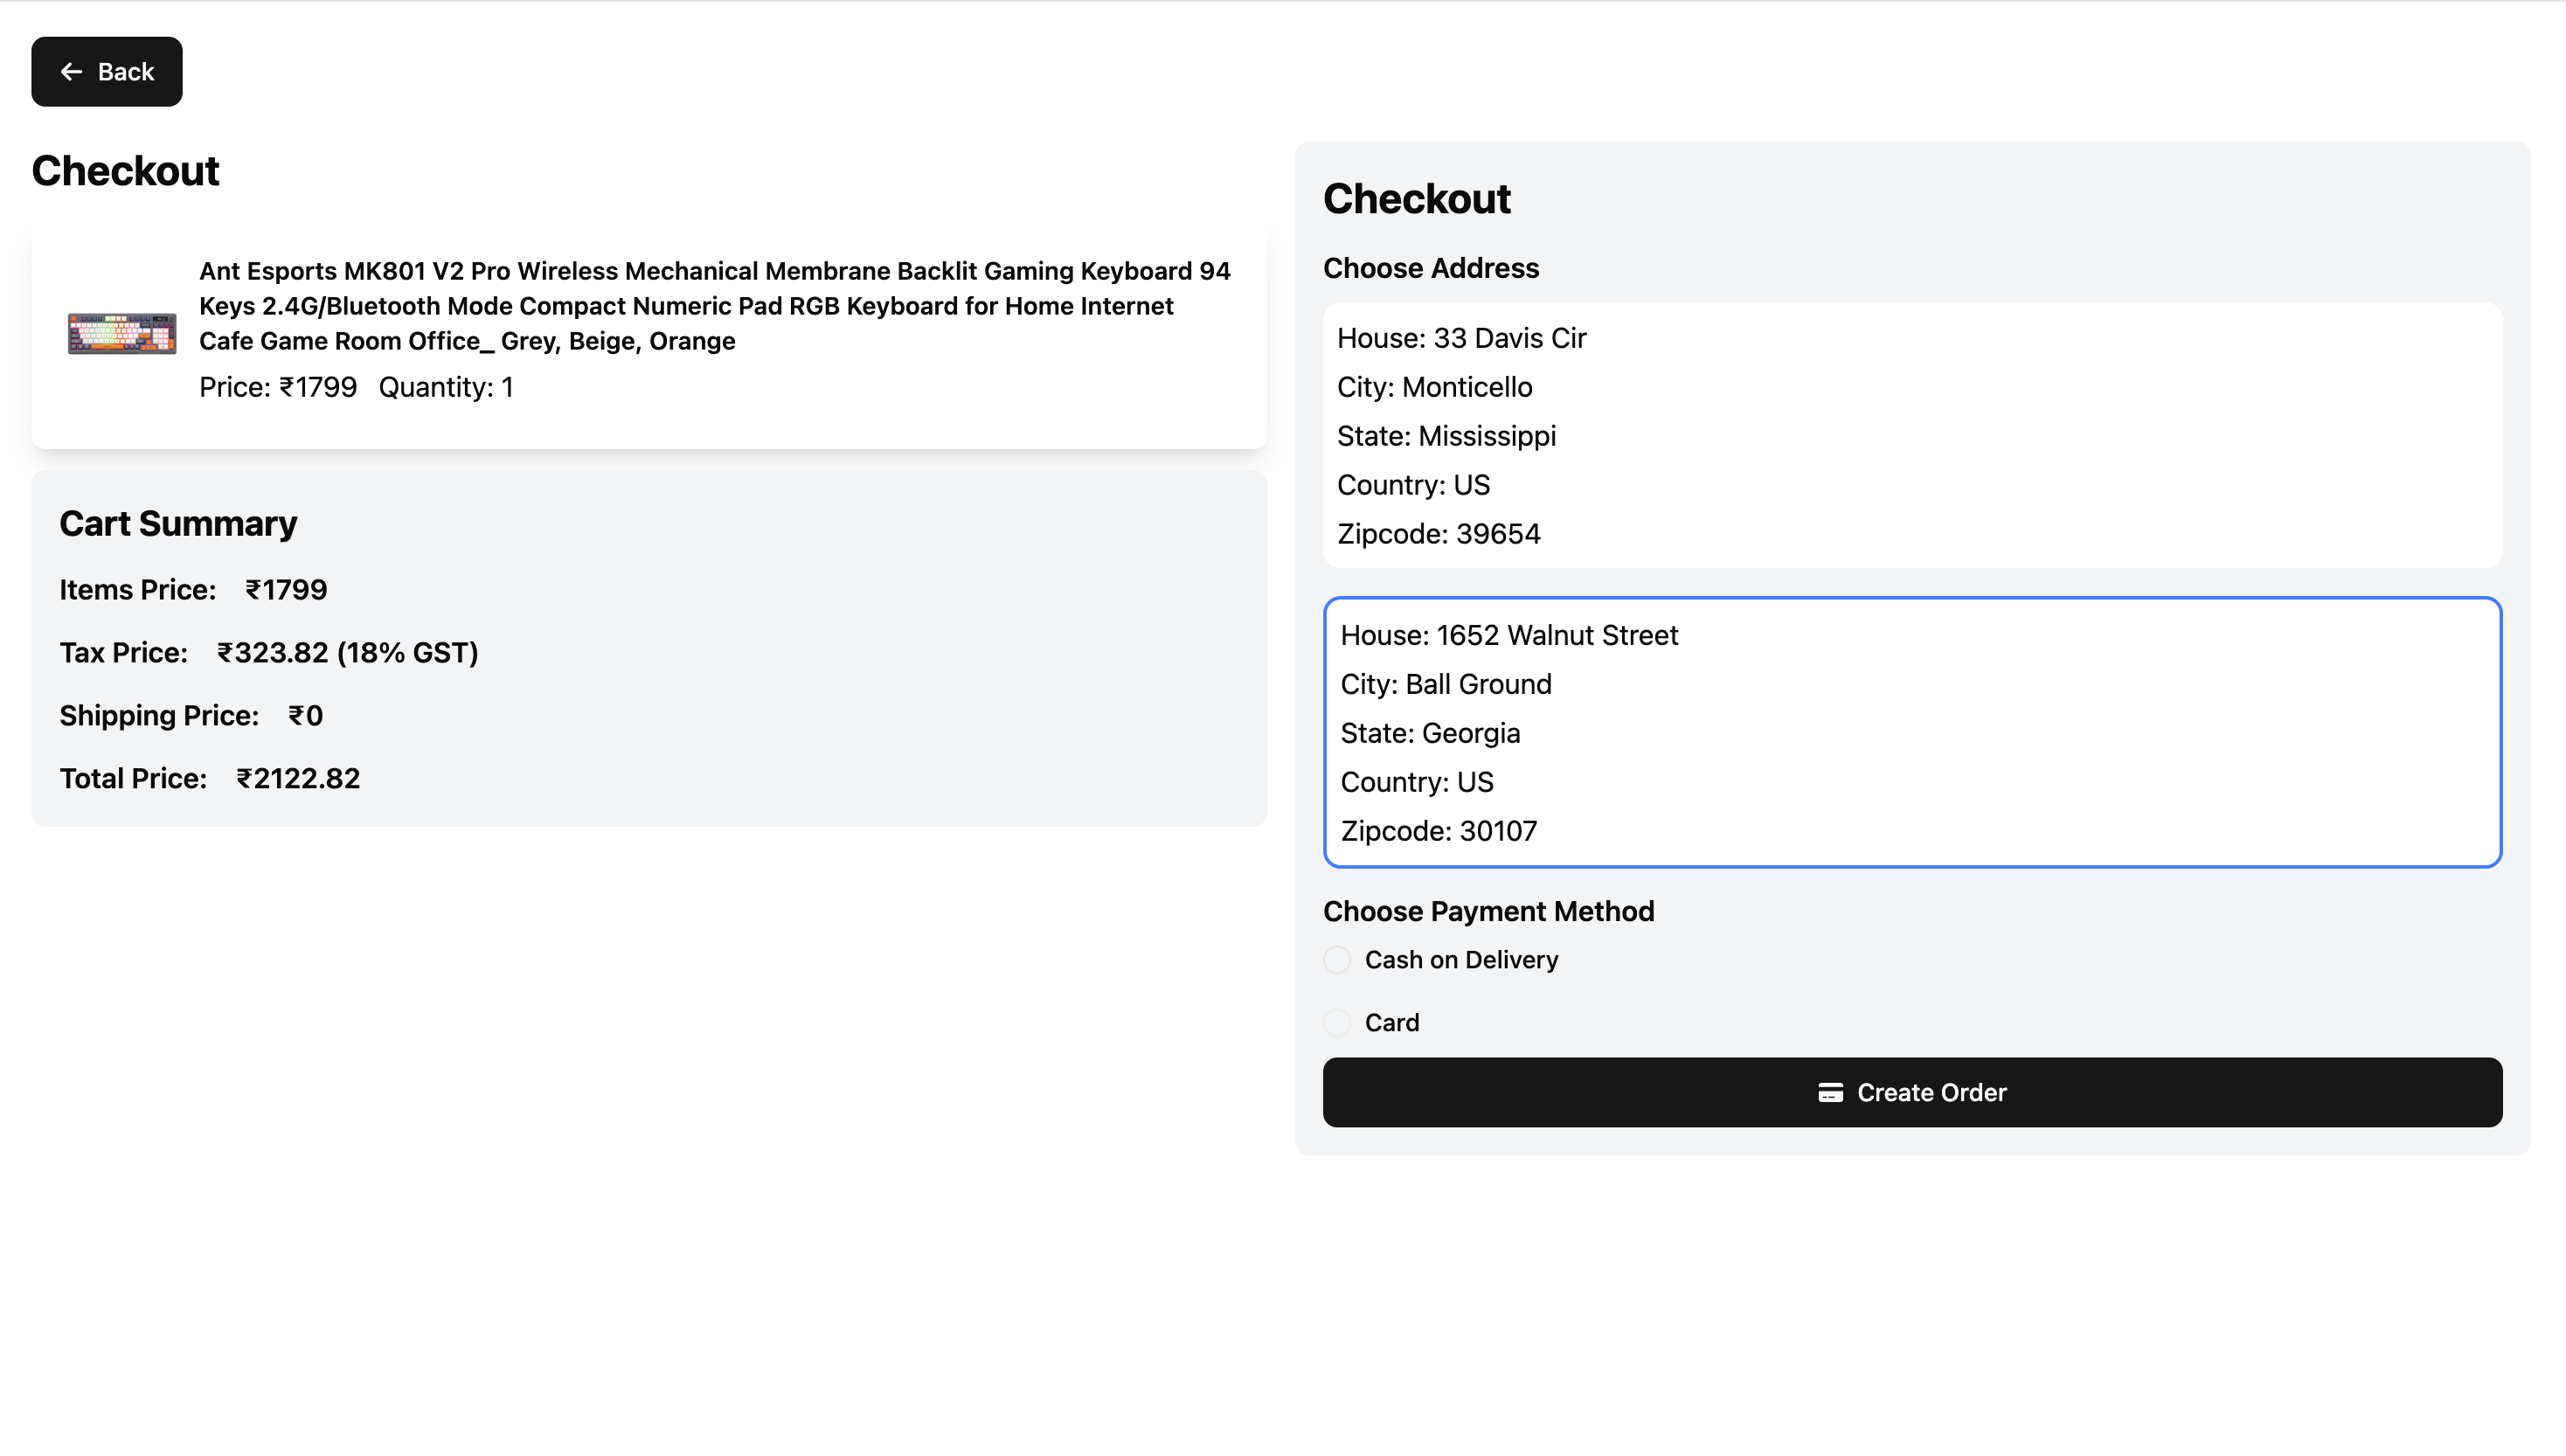 Back
Checkout
Ant Esports MK801 V2 Pro Wireless Mechanical Membrane Backlit Gaming Keyboard 94
Keys 2.4G/Bluetooth Mode Compact Numeric Pad RGB Keyboard for Home Internet
Cafe Game Room Office_ Grey, Beige, Orange
Price: ₹1799 Quantity: 1
Cart Summary
Items Price: ₹1799
Tax Price: ₹323.82 (18% GST)
Shipping Price: ₹0
Total Price: ₹2122.82
Checkout
Choose Address
House: 33 Davis Cir
City: Monticello
State: Mississippi
Country: US
Zipcode: 39654
House: 1652 Walnut Street
City: Ball Ground
State: Georgia
Country: US
Zipcode: 30107
Choose Payment Method
Cash on Delivery
Card
Create Order